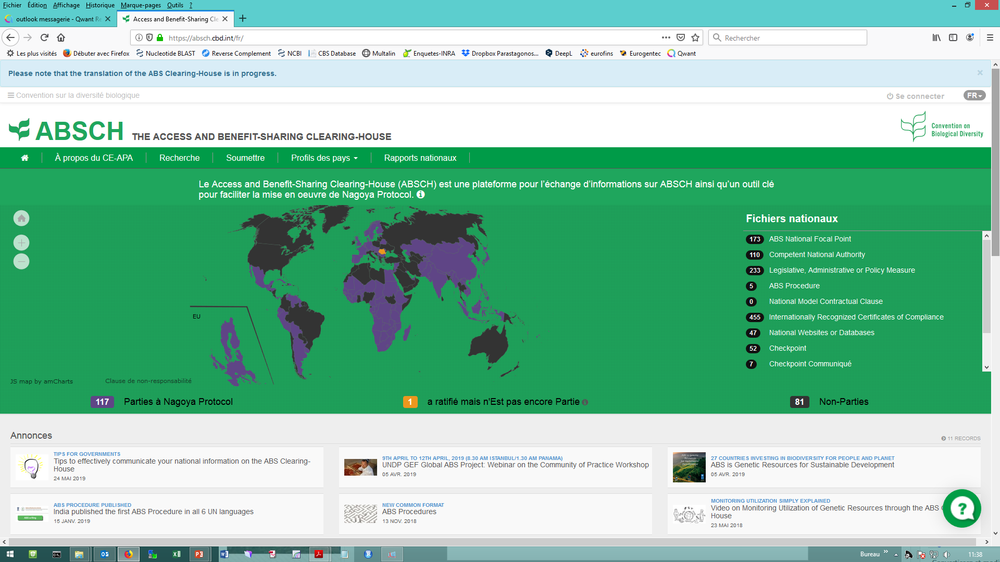 Fichier Édition Affichage Historique Marque-pages Outils ?
outlook messagerie - Qwant Re
Access and Benefit-Sharing Cle
https://absch.cbd.int/fr/
Rechercher
Les plus visités Débuter avec Firefox Nucleotide BLAST Reverse Complement NCBI CBS Database Multalin Enquetes-INRA Dropbox Parastagonos... DeepL eurofins Eurogentec Qwant
Please note that the translation of the ABS Clearing-House is in progress.
Convention sur la diversité biologique
Se connecter
FR
ABSCH THE ACCESS AND BENEFIT-SHARING CLEARING-HOUSE
Convention on
Biological Diversity
À propos du CE-APA Recherche Soumettre Profils des pays Rapports nationaux
Le Access and Benefit-Sharing Clearing-House (ABSCH) est une plateforme pour l'échange d'informations sur ABSCH ainsi qu'un outil clé
pour faciliter la mise en oeuvre de Nagoya Protocol.
EU
JS map by amCharts
Clause de non-responsabilité
Fichiers nationaux
173 ABS National Focal Point
110 Competent National Authority
233 Legislative, Administrative or Policy Measure
5 ABS Procedure
0 National Model Contractual Clause
455 Internationally Recognized Certificates of Compliance
47 National Websites or Databases
52 Checkpoint
7 Checkpoint Communiqué
117 Parties à Nagoya Protocol
1 a ratifié mais n'Est pas encore Partie
81 Non-Parties
Annonces
11 RECORDS
TIPS FOR GOVERNMENTS
Tips to effectively communicate your national information on the ABS Clearing-
House
24 MAI 2019
9TH APRIL TO 12TH APRIL, 2019 (8.30 AM ISTANBUL/1.30 AM PANAMA)
UNDP GEF Global ABS Project: Webinar on the Community of Practice Workshop
05 AVR. 2019
27 COUNTRIES INVESTING IN BIODIVERSITY FOR PEOPLE AND PLANET
ABS is Genetic Resources for Sustainable Development
05 AVR. 2019
ABS PROCEDURE PUBLISHED
India published the first ABS Procedure in all 6 UN languages
15 JANV. 2019
NEW COMMON FORMAT
ABS Procedures
13 NOV. 2018
MONITORING UTILIZATION SIMPLY EXPLAINED
Video on Monitoring Utilization of Genetic Resources through the ABS
House
23 MAI 2018
?
Bureau
11:38